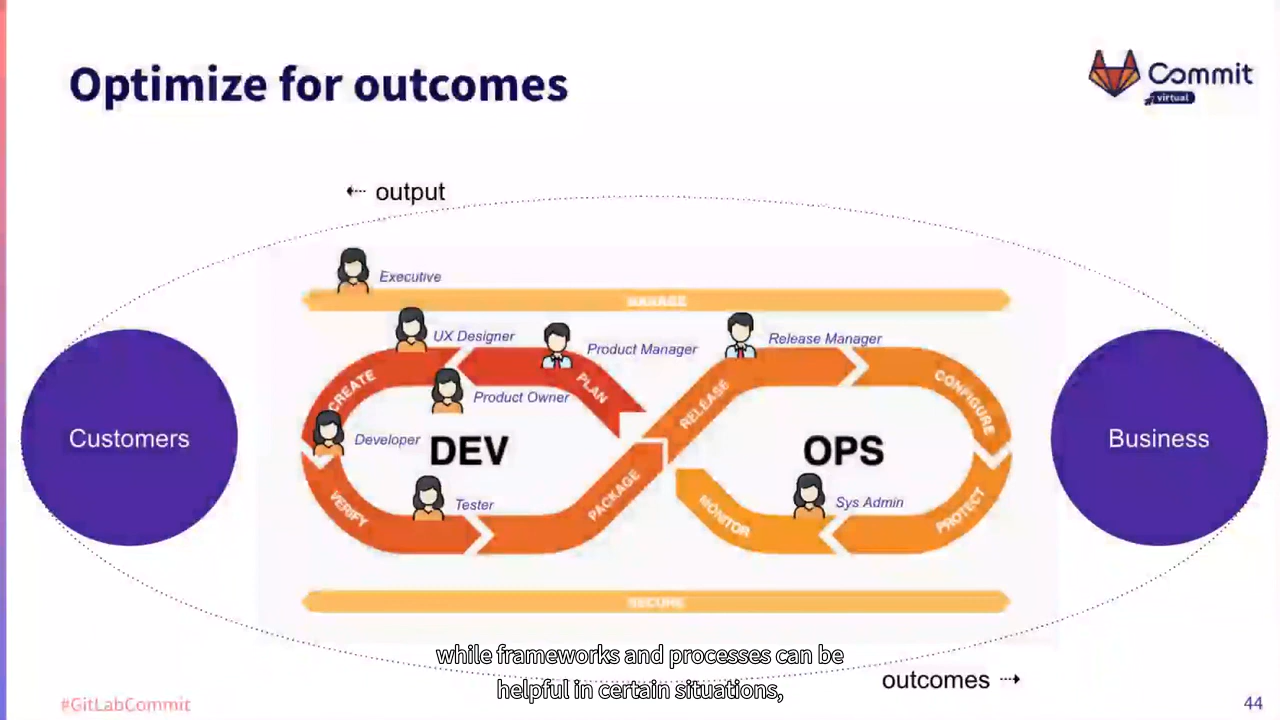 Optimize for outcomes
Commit
virtual
output
Executive
MANAGE
UX Designer
Product Manager
Release Manager
CREATE
PLAN
Product Owner
RELEASE
CONFIGURE
Customers
Developer
DEV
OPS
Business
VERIFY
Tester
PACKAGE
MONITOR
Sys Admin
PROTECT
SECURE
while frameworks and processes can be
helpful in certain situations,
outcomes
#GitLabCommit
44